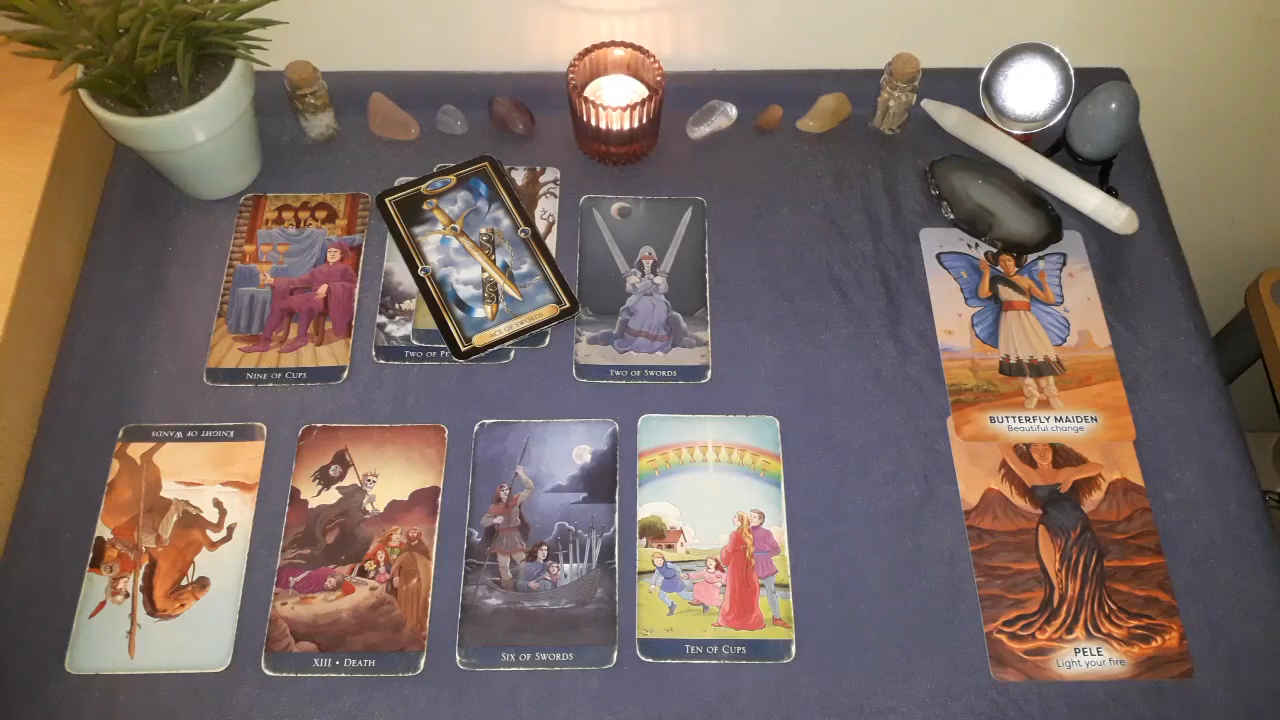 NINE OF CUPS
TWO OF
ACE OF SWORDS
TWO OF SWORDS
BUTTERFLY MAIDEN
Beautiful change
KNIGHT OF WANDS
XIII • DEATH
SIX OF SWORDS
TEN OF CUPS
PELE
Light your fire